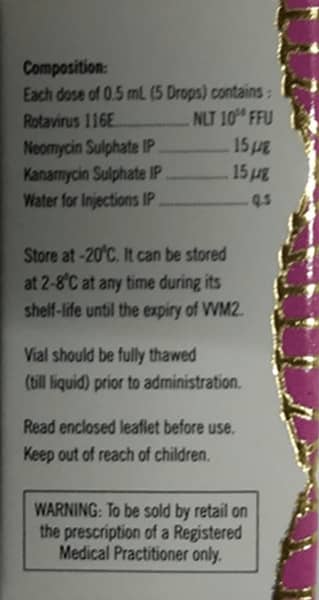 Composition:
Each dose of 0.5 mL (5 Drops) contains :
Rotavirus 116E.................. NLT 10⁵·⁰ FFU
Neomycin Sulphate IP .................. 15 µg
Kanamycin Sulphate IP .................. 15 µg
Water for Injections IP .................. q.s
Store at -20°C. It can be stored
at 2-8°C at any time during its
shelf-life until the expiry of VVM2.
Vial should be fully thawed
(till liquid) prior to administration.
Read enclosed leaflet before use.
Keep out of reach of children.
WARNING: To be sold by retail on
the prescription of a Registered
Medical Practitioner only.